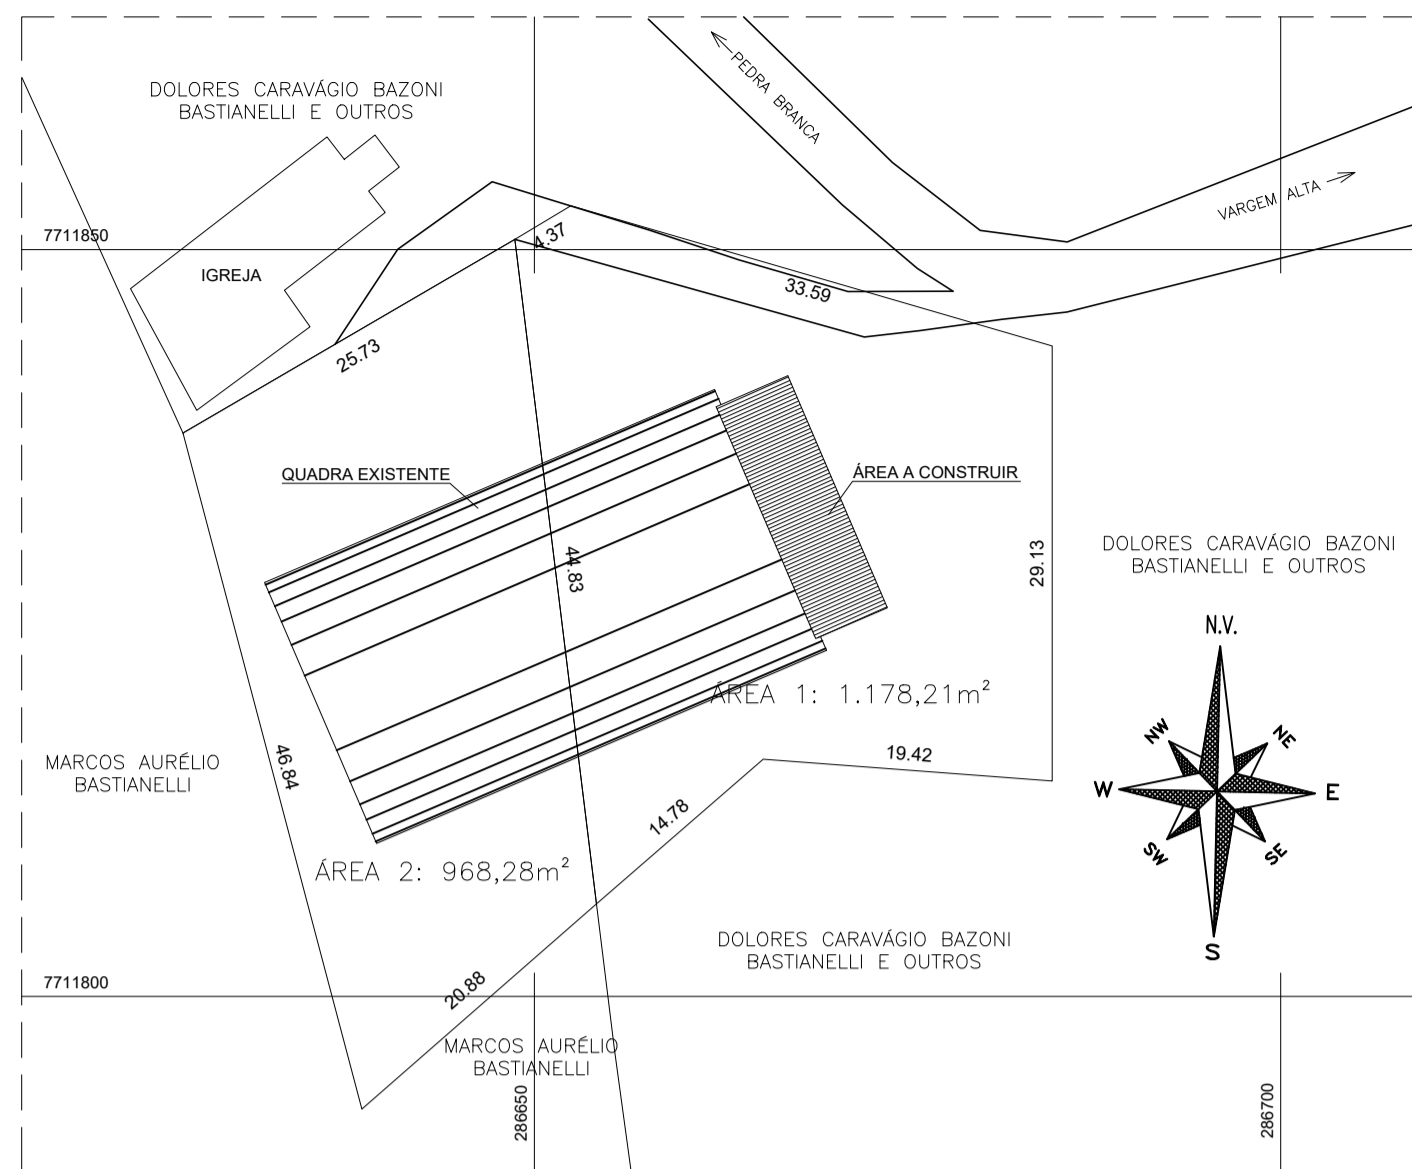 DOLORES CARAVÁGIO BAZONI
BASTIANELLI E OUTROS
PEDRA BRANCA
VARGEM ALTA
7711850
IGREJA
4.37
33.59
25.73
QUADRA EXISTENTE
ÁREA A CONSTRUIR
44.83
29.13
DOLORES CARAVÁGIO BAZONI
BASTIANELLI E OUTROS
N.V.
NW
NE
W
E
SW
SE
S
ÁREA 1: 1.178,21m²
MARCOS AURÉLIO
BASTIANELLI
46.84
19.42
14.78
ÁREA 2: 968,28m²
DOLORES CARAVÁGIO BAZONI
BASTIANELLI E OUTROS
7711800
20.88
MARCOS AURÉLIO
BASTIANELLI
286650
286700